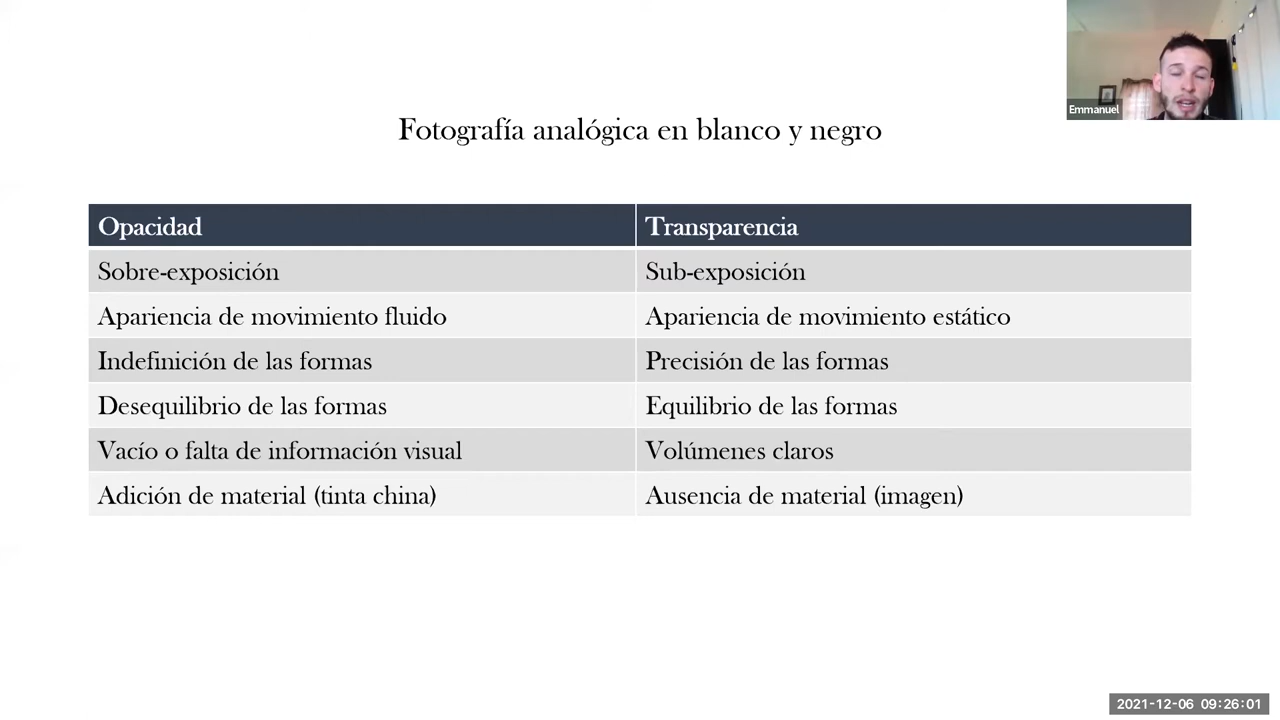 Emmanuel
Fotografía analógica en blanco y negro
Opacidad
Transparencia
Sobre-exposición
Sub-exposición
Apariencia de movimiento fluido
Apariencia de movimiento estático
Indefinición de las formas
Precisión de las formas
Desequilibrio de las formas
Equilibrio de las formas
Vacío o falta de información visual
Volúmenes claros
Adición de material (tinta china)
Ausencia de material (imagen)
2021-12-06 09:26:01